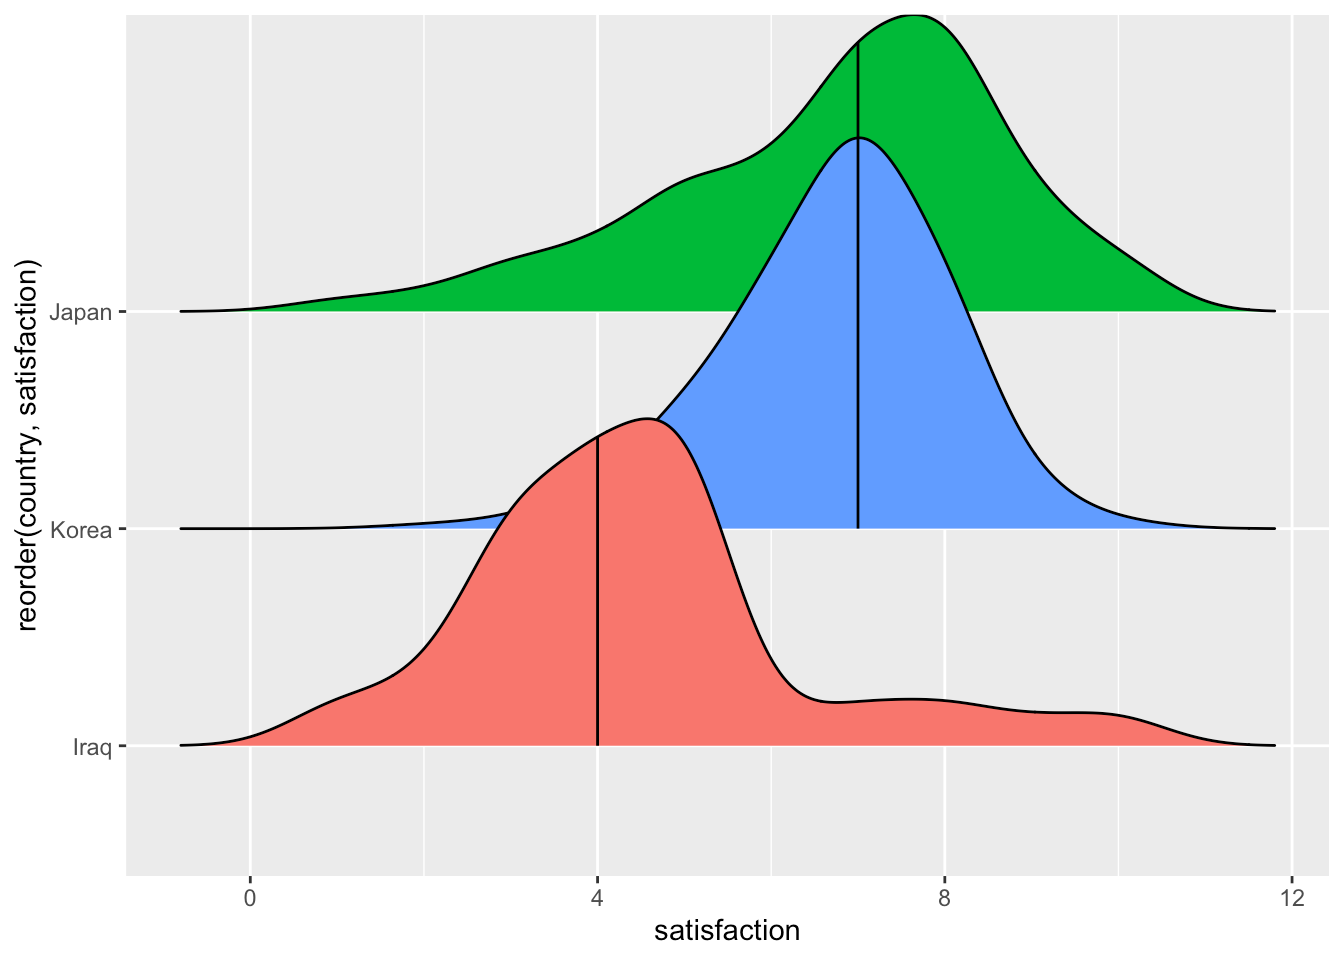 reorder(country, satisfaction)
Japan
Korea
Iraq
0 4 8 12
satisfaction